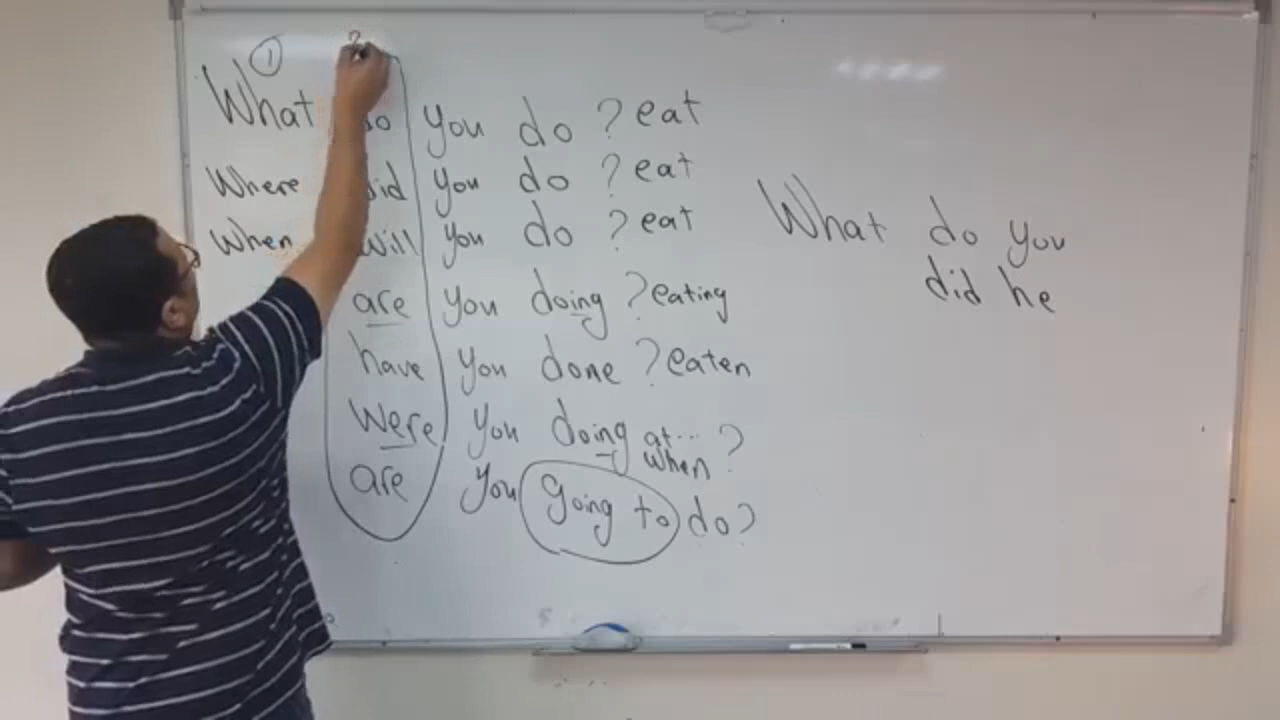 1 2
What do you do ? eat
Where did you do ? eat
When will you do ? eat
are you doing ? eating
have you done ? eaten
were you doing at... when ?
are you going to do?
What do you
did he